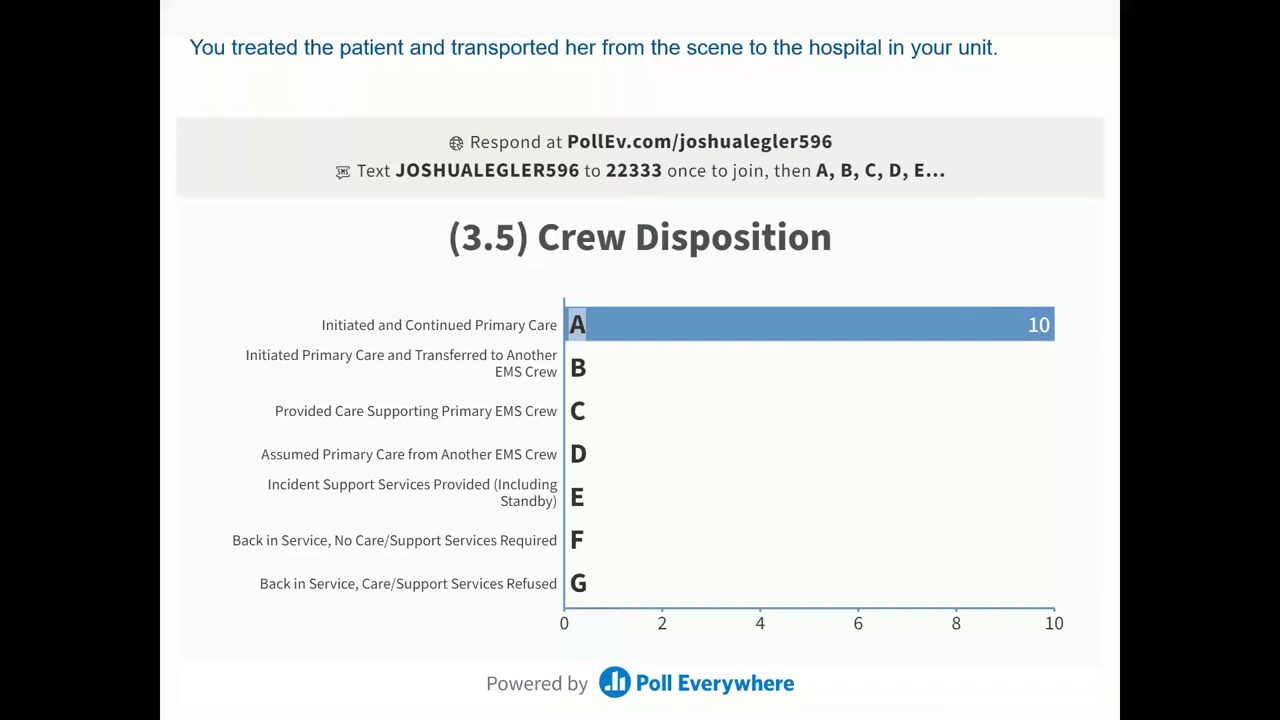 You treated the patient and transported her from the scene to the hospital in your unit.
Respond at PollEv.com/joshualegler596
Text JOSHUALEGLER596 to 22333 once to join, then A, B, C, D, E...
(3.5) Crew Disposition
Initiated and Continued Primary Care A 10
Initiated Primary Care and Transferred to Another
EMS Crew B
Provided Care Supporting Primary EMS Crew C
Assumed Primary Care from Another EMS Crew D
Incident Support Services Provided (Including
Standby) E
Back in Service, No Care/Support Services Required F
Back in Service, Care/Support Services Refused G
0 2 4 6 8 10
Powered by Poll Everywhere